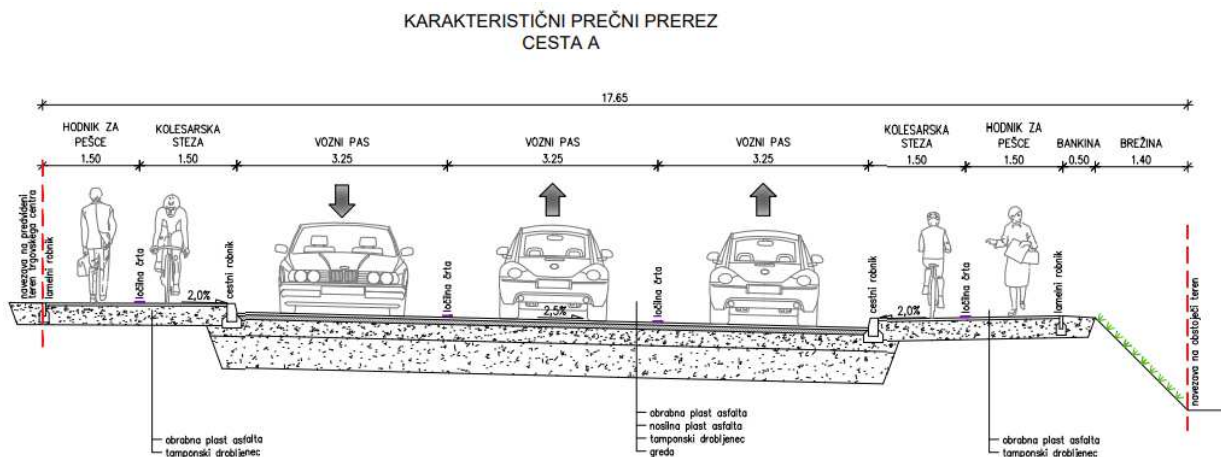 KARAKTERISTIČNI PREČNI PREREZ
CESTA A
17.65
HODNIK ZA
PEŠCE
1.50
KOLESARSKA
STEZA
1.50
VOZNI PAS
3.25
VOZNI PAS
3.25
VOZNI PAS
3.25
KOLESARSKA
STEZA
1.50
HODNIK ZA
PEŠCE
1.50
BANKINA
0.50
BREŽINA
1.40
navezava na predvideni
teren trgovskega centra
lamelni robnik
ločilna črta
2,0%
cestni robnik
ločilna črta
2,5%
ločilna črta
cestni robnik
2,0%
ločilna črta
lamelni robnik
navezava na obstoječi teren
obrabna plast asfalta
tamponski drobljenec
obrabna plast asfalta
nosilna plast asfalta
tamponski drobljenec
greda
obrabna plast asfalta
tamponski drobljenec